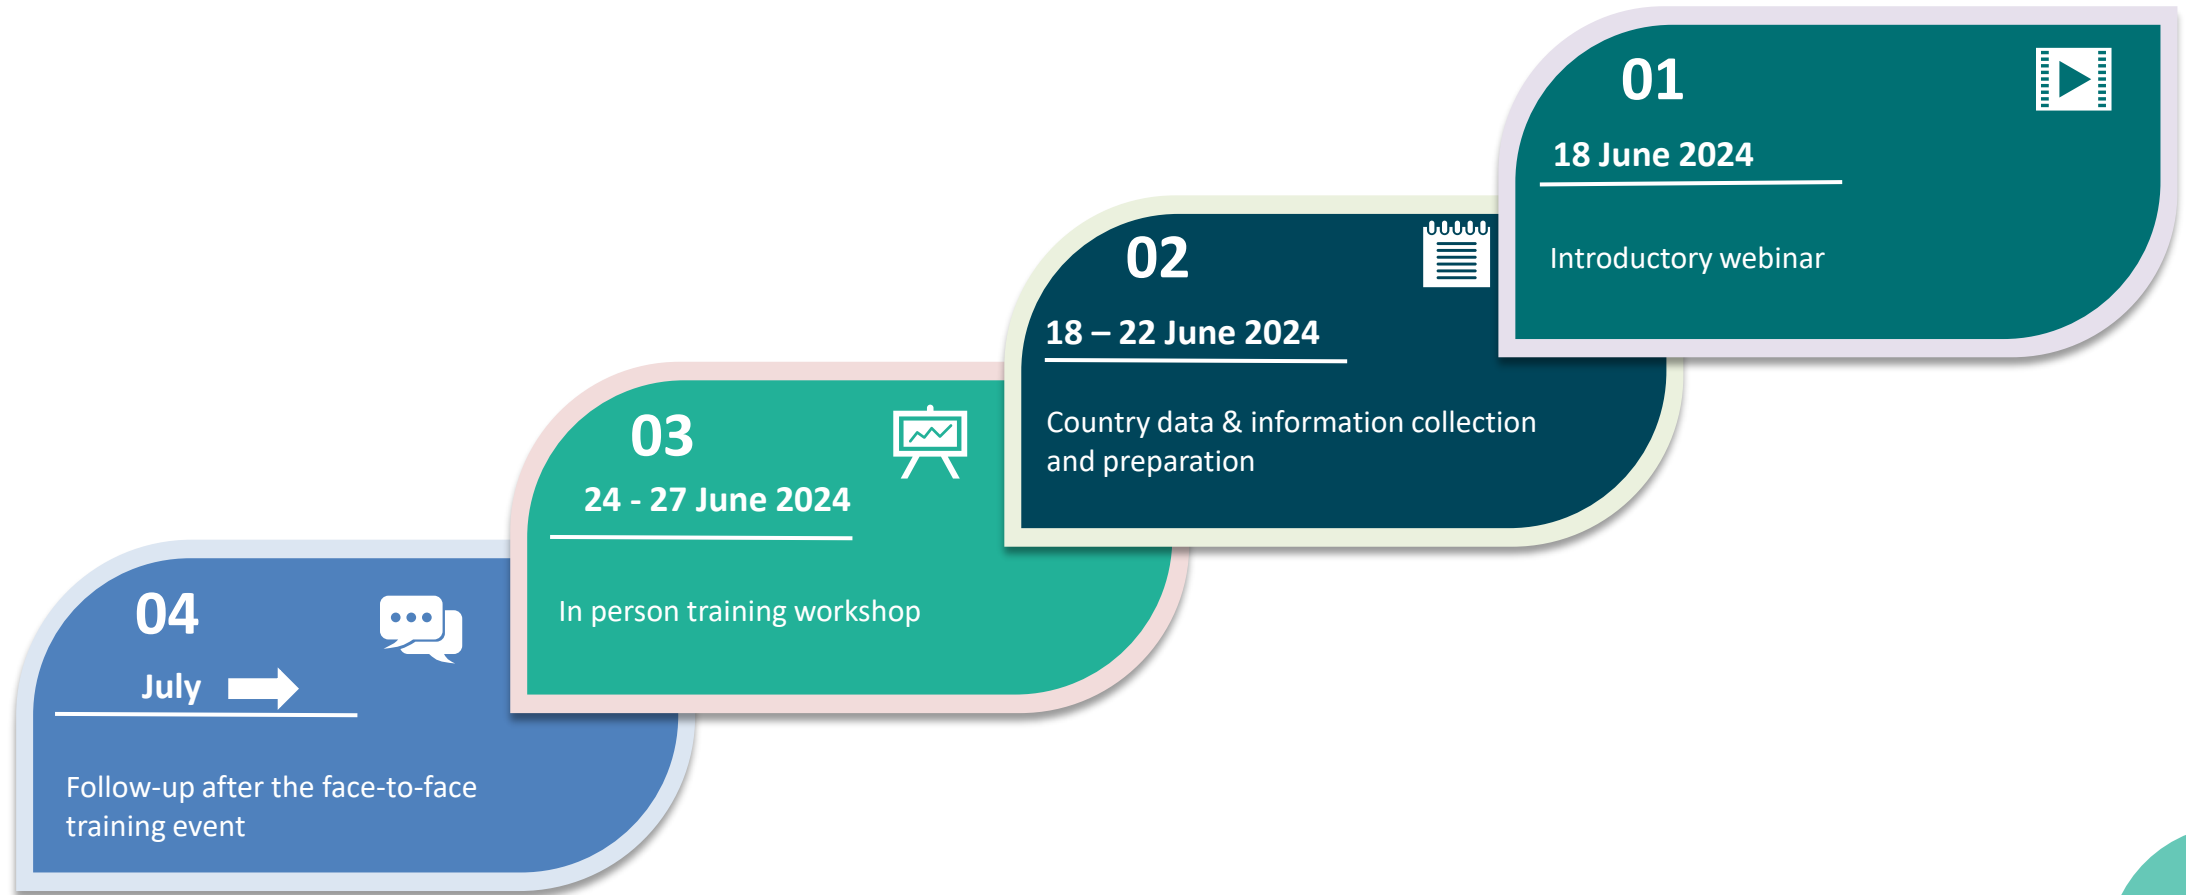 01
18 June 2024
Introductory webinar
02
18 – 22 June 2024
Country data & information collection
and preparation
03
24 - 27 June 2024
In person training workshop
04
July
Follow-up after the face-to-face
training event